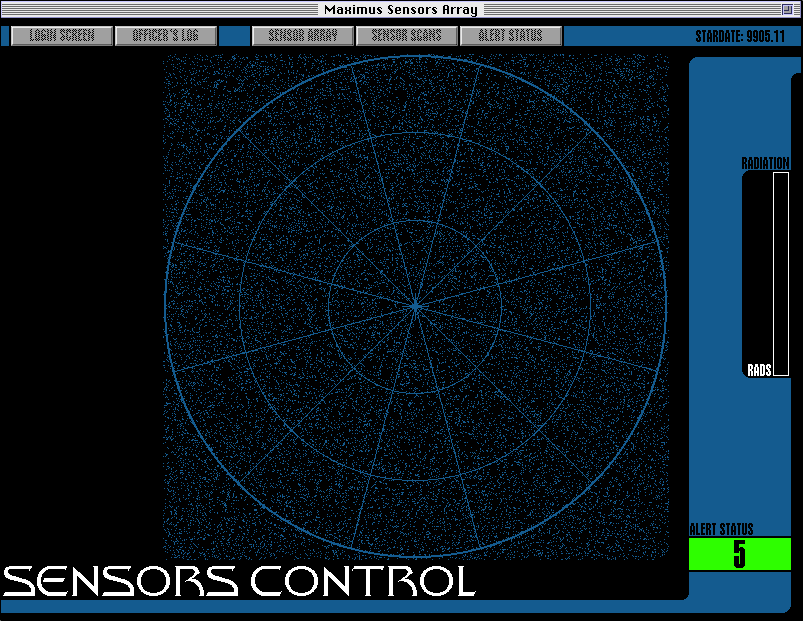 Maximus Sensors Array
LOGIN SCREEN OFFICER'S LOG SENSOR ARRAY SENSOR SCANS ALERT STATUS STARDATE: 9905.11
RADIATION
RADS
ALERT STATUS
5
SENSORS CONTROL